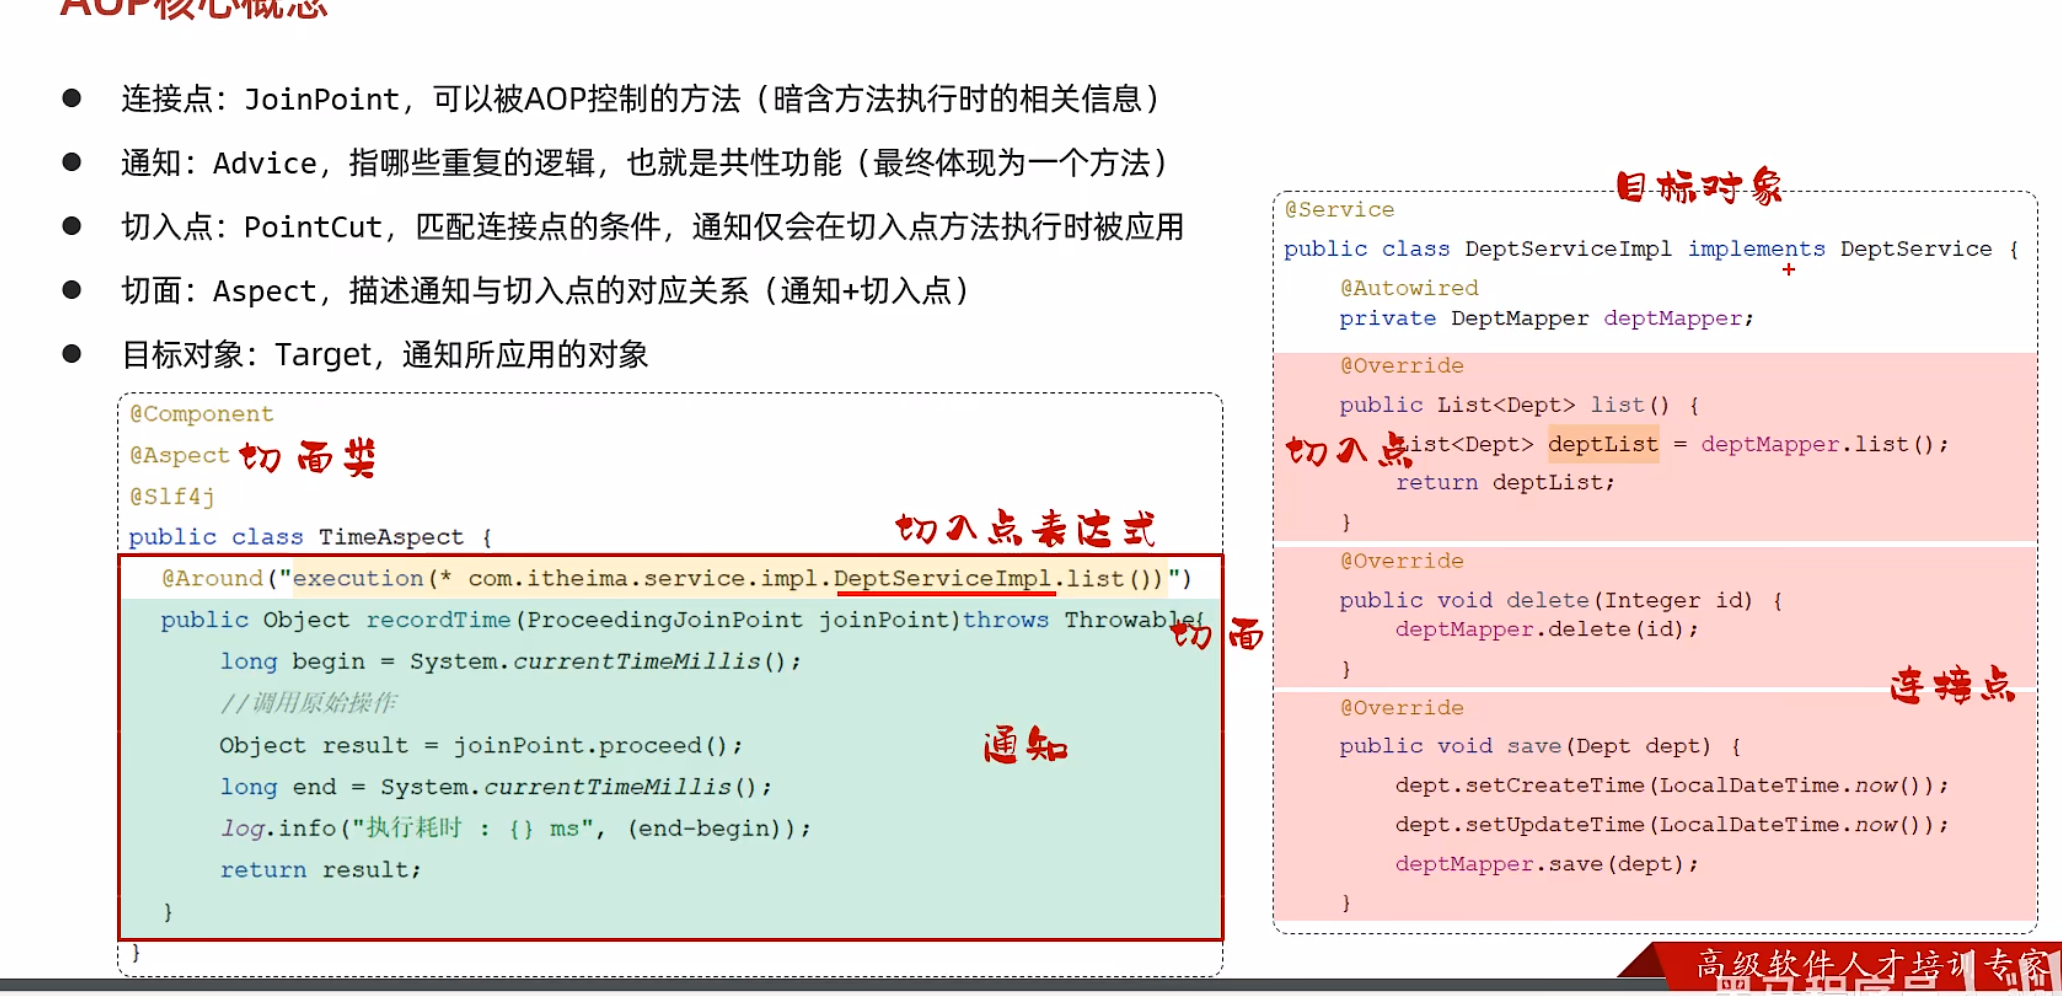 AOP核心概念
● 连接点：JoinPoint，可以被AOP控制的方法（暗含方法执行时的相关信息）
● 通知：Advice，指哪些重复的逻辑，也就是共性功能（最终体现为一个方法）
● 切入点：PointCut，匹配连接点的条件，通知仅会在切入点方法执行时被应用
● 切面：Aspect，描述通知与切入点的对应关系（通知+切入点）
● 目标对象：Target，通知所应用的对象
@Component
@Aspect 切面类
@Slf4j
切入点表达式
public class TimeAspect {
@Around("execution(* com.itheima.service.impl.DeptServiceImpl.list())")
public Object recordTime(ProceedingJoinPoint joinPoint)throws Throwable{
切面
long begin = System.currentTimeMillis();
//调用原始操作
Object result = joinPoint.proceed();
通知
long end = System.currentTimeMillis();
log.info("执行耗时 : {} ms", (end-begin));
return result;
}
}
目标对象
@Service
public class DeptServiceImpl implements DeptService {
@Autowired
private DeptMapper deptMapper;
@Override
public List<Dept> list() {
切入点
List<Dept> deptList = deptMapper.list();
return deptList;
}
@Override
public void delete(Integer id) {
deptMapper.delete(id);
}
连接点
@Override
public void save(Dept dept) {
dept.setCreateTime(LocalDateTime.now());
dept.setUpdateTime(LocalDateTime.now());
deptMapper.save(dept);
}
高级软件人才培训专家